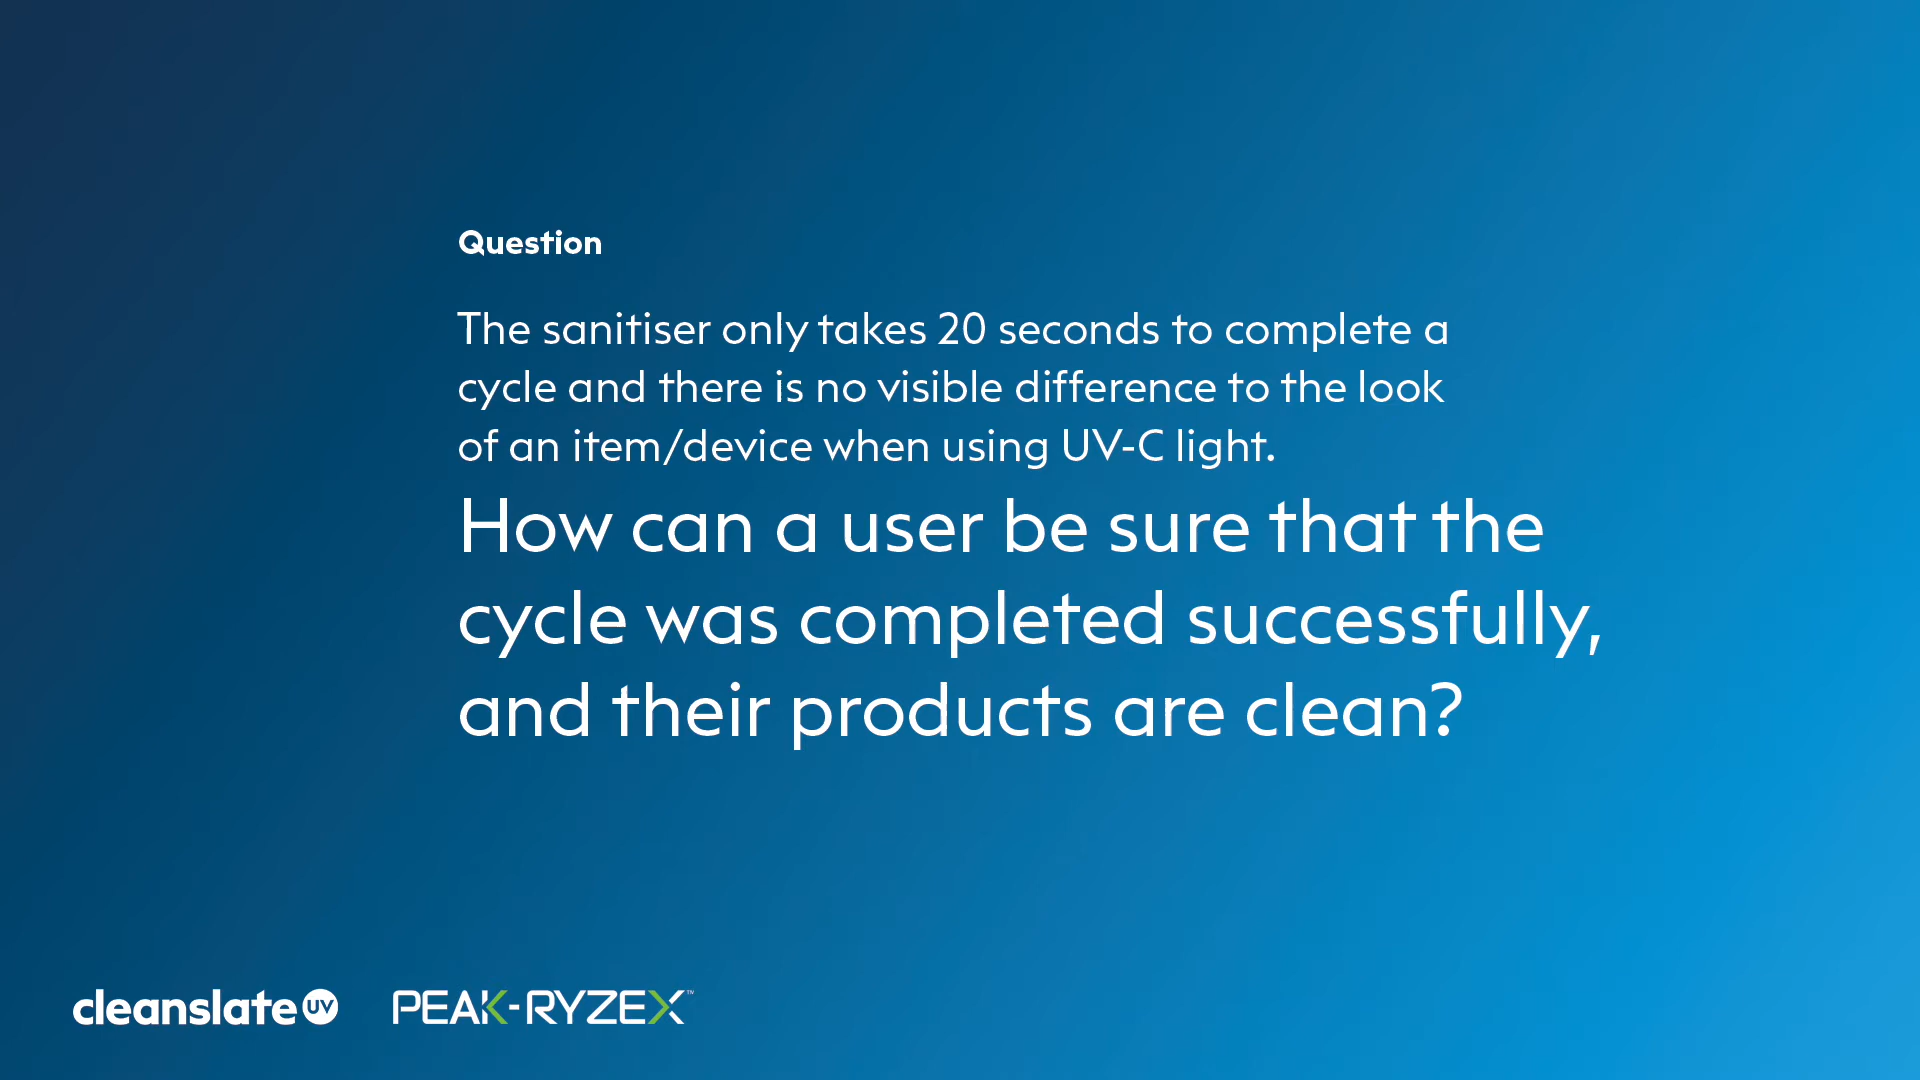 Question
The sanitiser only takes 20 seconds to complete a
cycle and there is no visible difference to the look
of an item/device when using UV-C light.
How can a user be sure that the
cycle was completed successfully,
and their products are clean?
cleanslate UV PEAK-RYZEX™